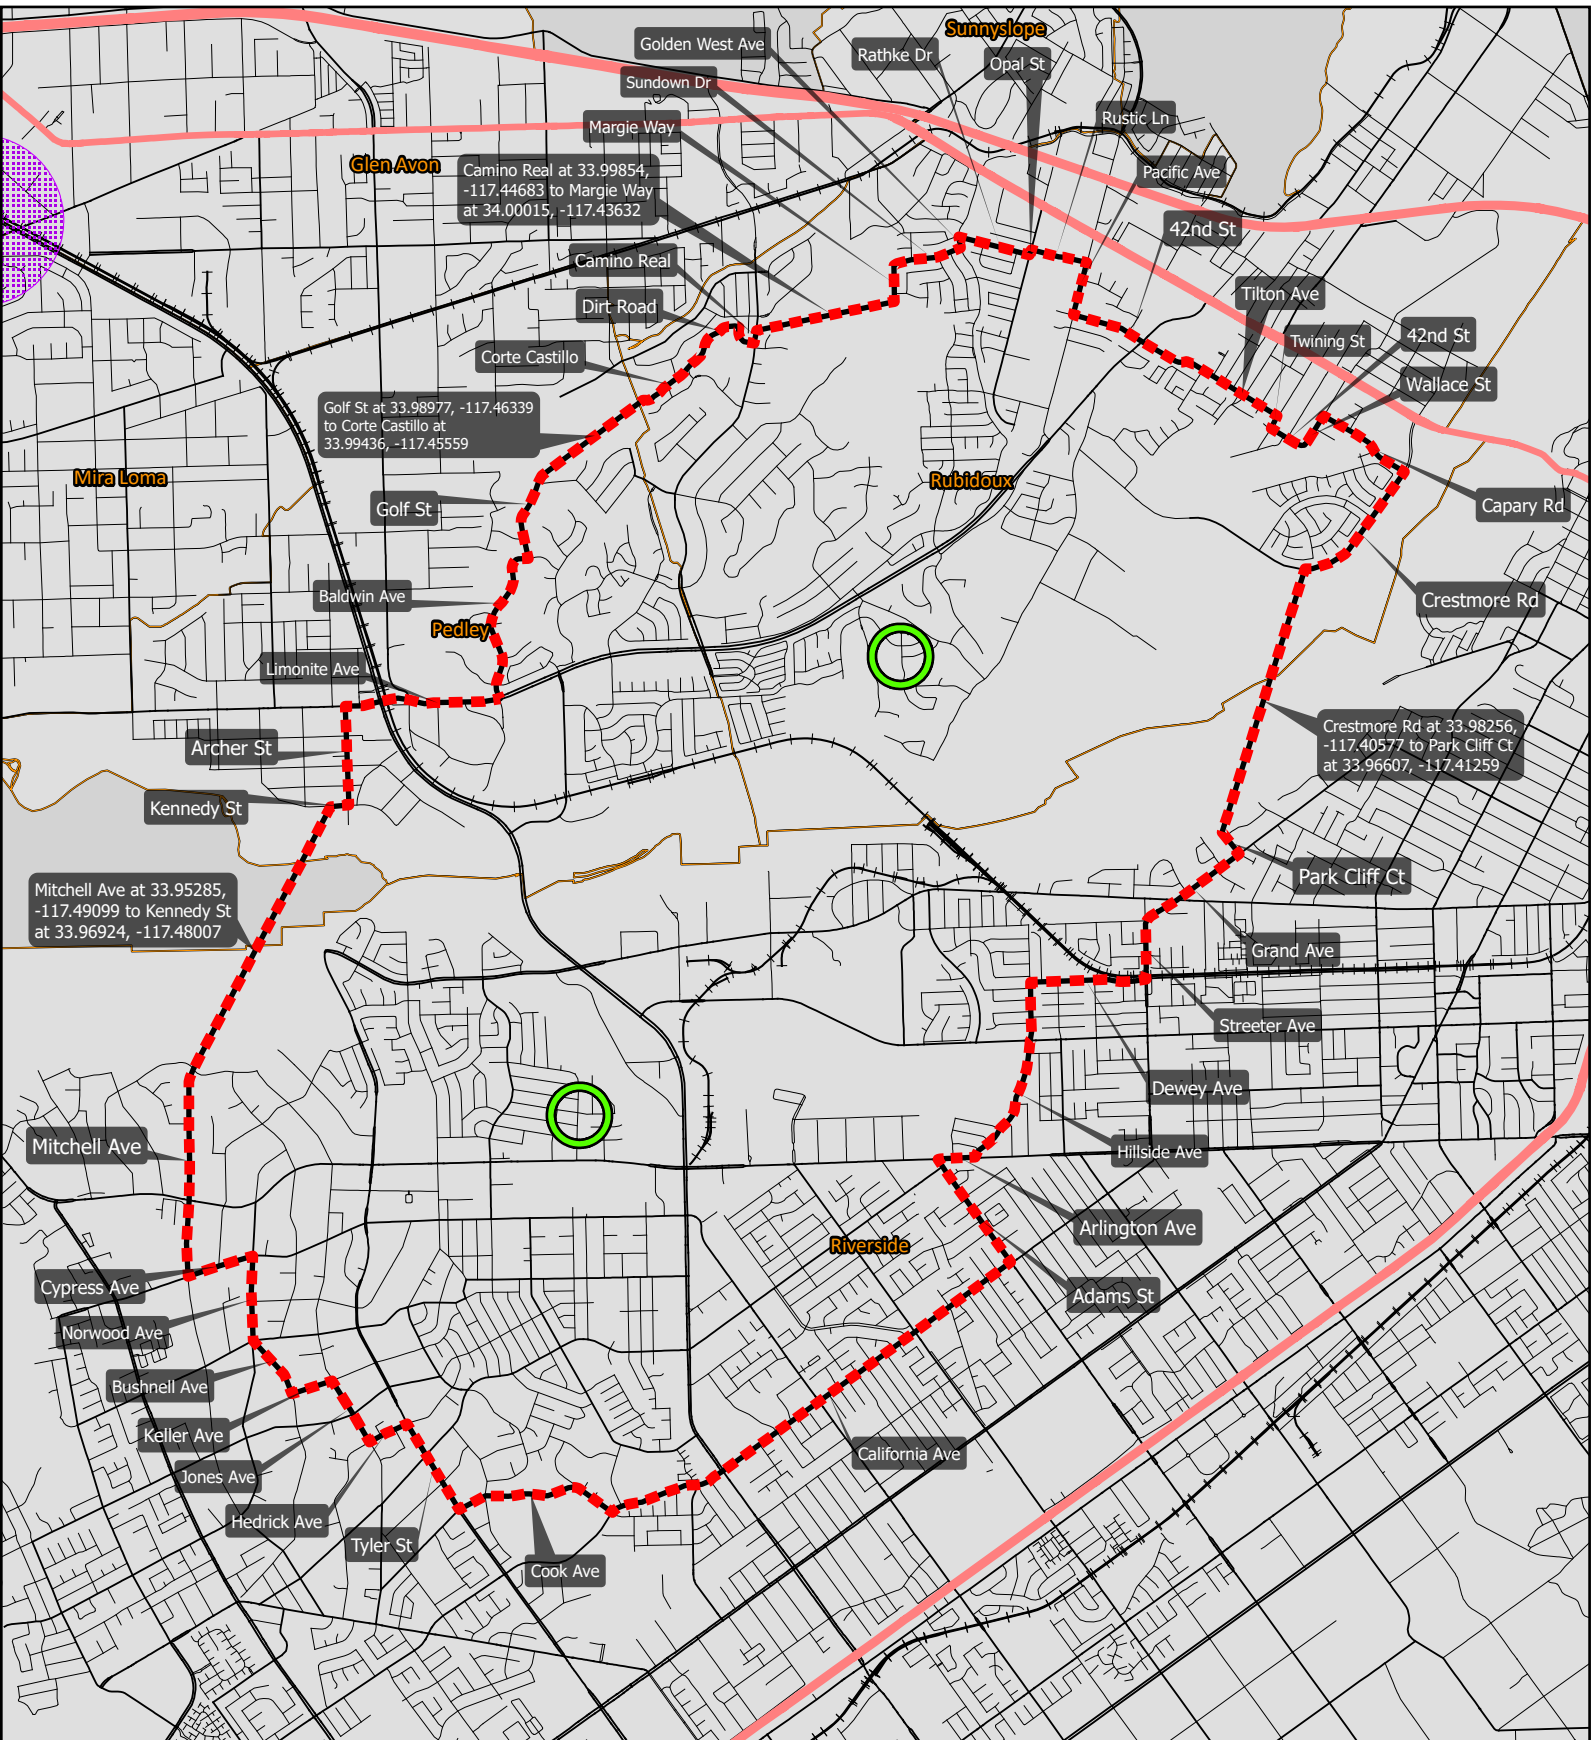 Sunnyslope
Golden West Ave
Rathke Dr
Opal St
Sundown Dr
Rustic Ln
Margie Way
Glen Avon
Camino Real at 33.99854,
-117.44683 to Margie Way
at 34.00015, -117.43632
Pacific Ave
42nd St
Camino Real
Dirt Road
Tilton Ave
Twining St
42nd St
Corte Castillo
Wallace St
Golf St at 33.98977, -117.46339
to Corte Castillo at
33.99436, -117.45559
Mira Loma
Rubidoux
Golf St
Capary Rd
Baldwin Ave
Crestmore Rd
Pedley
Limonite Ave
Crestmore Rd at 33.98256,
-117.40577 to Park Cliff Ct
at 33.96607, -117.41259
Archer St
Kennedy St
Park Cliff Ct
Mitchell Ave at 33.95285,
-117.49099 to Kennedy St
at 33.96924, -117.48007
Grand Ave
Streeter Ave
Dewey Ave
Mitchell Ave
Hillside Ave
Arlington Ave
Riverside
Cypress Ave
Adams St
Norwood Ave
Bushnell Ave
Keller Ave
California Ave
Jones Ave
Hedrick Ave
Tyler St
Cook Ave